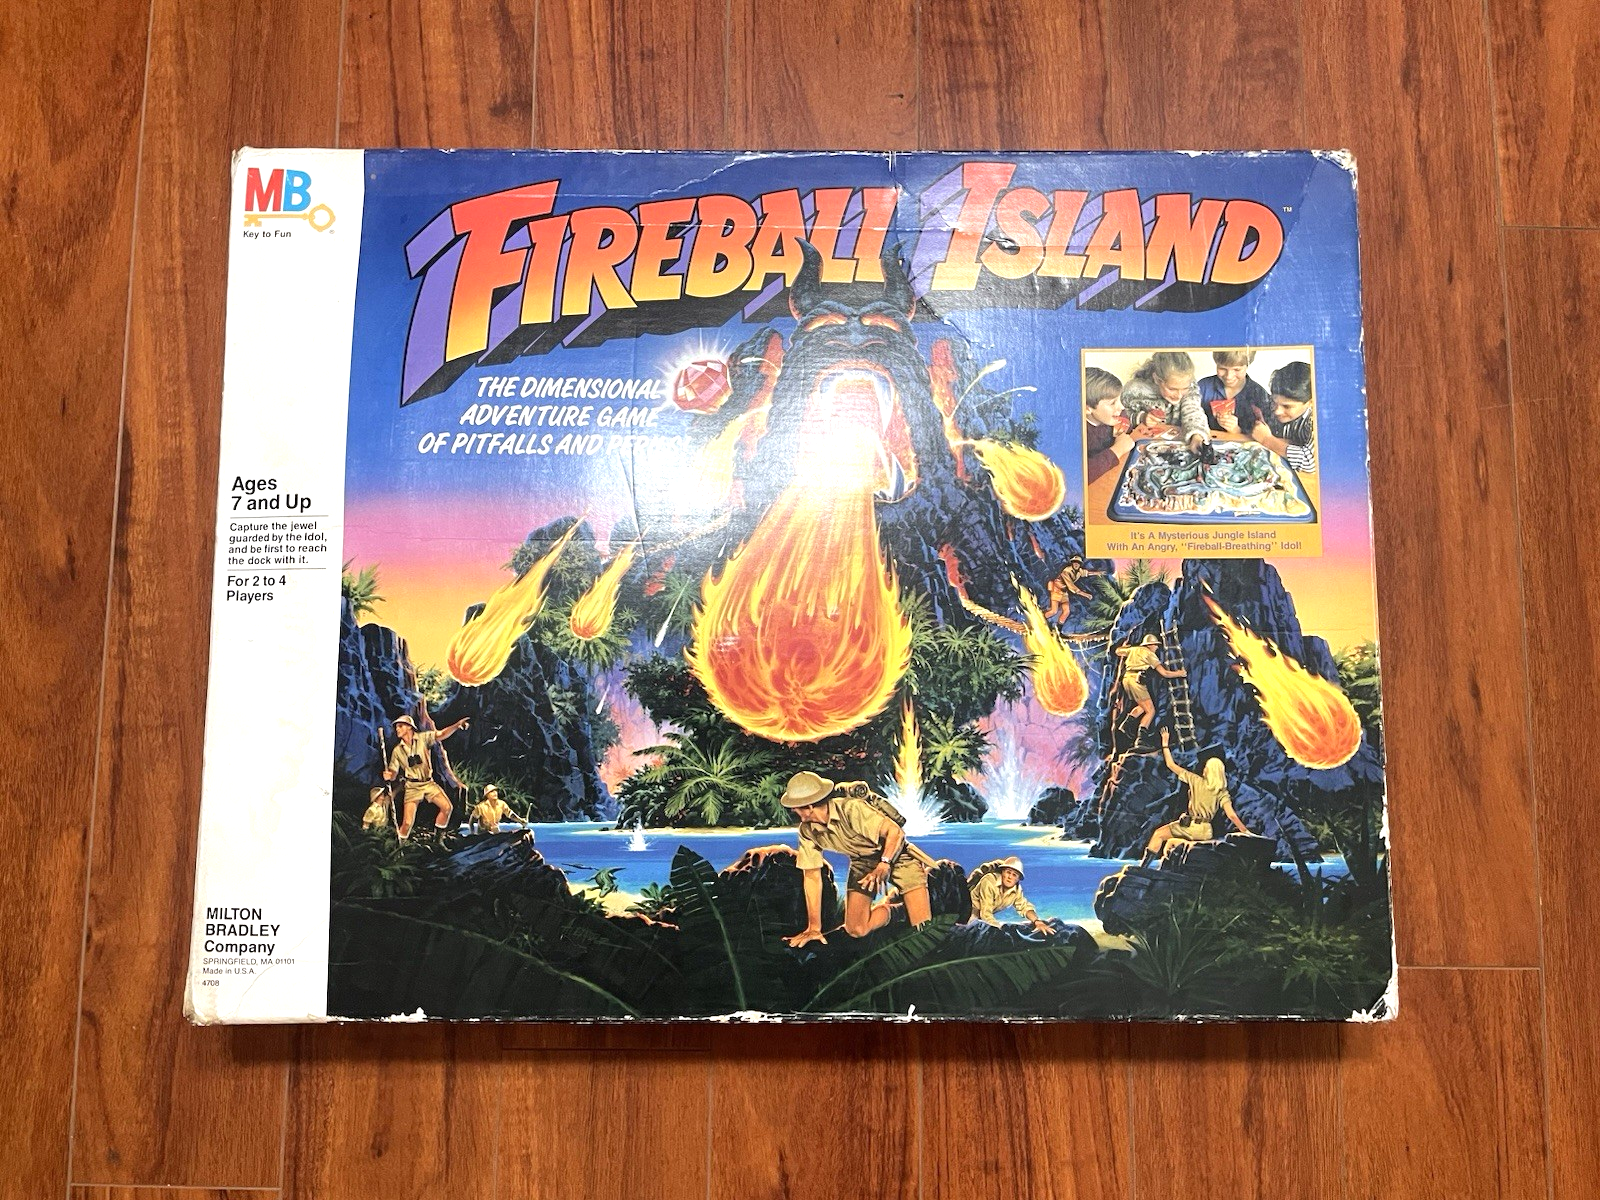 MB
Key to Fun
FIREBALL ISLAND™
THE DIMENSIONAL
ADVENTURE GAME
OF PITFALLS AND
Ages
7 and Up
Capture the jewel
guarded by the Idol,
and be first to reach
the dock with it.
For 2 to 4
Players
It's A Mysterious Jungle Island
With An Angry, "Fireball-Breathing" Idol!
MILTON
BRADLEY
Company
SPRINGFIELD, MA 01101
Made in U.S.A.
4708